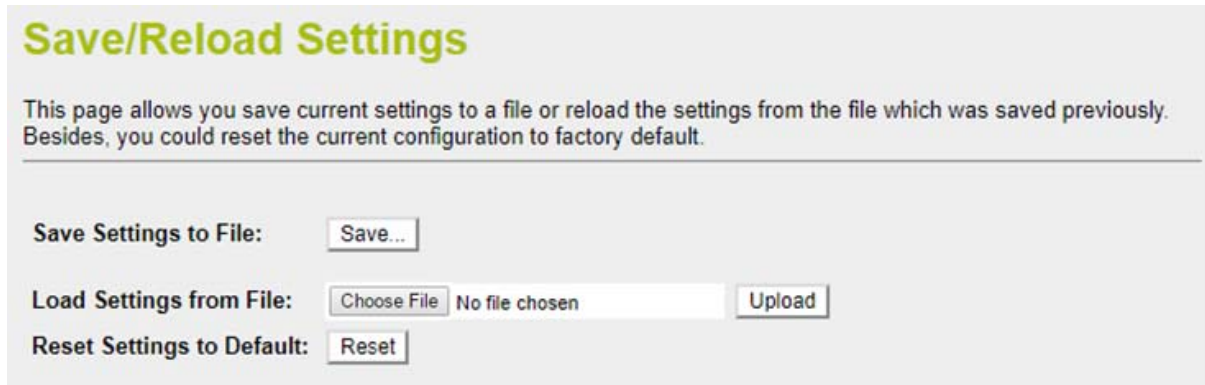 Save/Reload Settings
This page allows you save current settings to a file or reload the settings from the file which was saved previously.
Besides, you could reset the current configuration to factory default.
Save Settings to File: Save...
Load Settings from File: Choose File No file chosen Upload
Reset Settings to Default: Reset